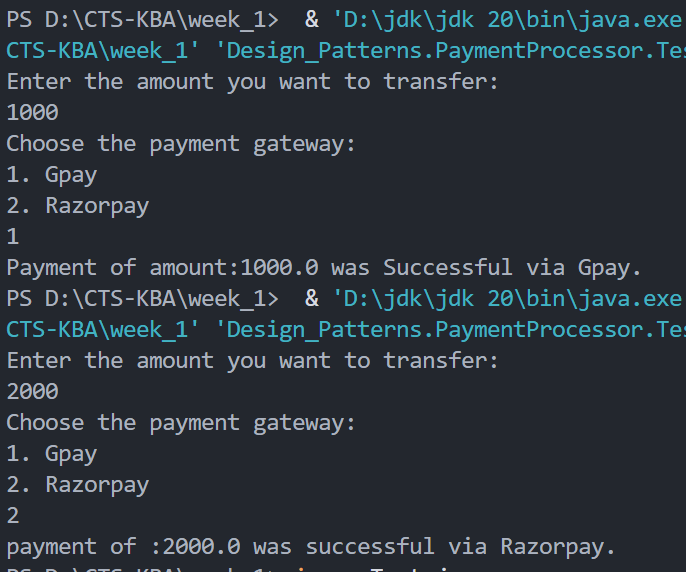 PS D:\CTS-KBA\week_1>  & 'D:\jdk\jdk 20\bin\java.exe
CTS-KBA\week_1' 'Design_Patterns.PaymentProcessor.Tes
Enter the amount you want to transfer:
1000
Choose the payment gateway:
1. Gpay
2. Razorpay
1
Payment of amount:1000.0 was Successful via Gpay.
PS D:\CTS-KBA\week_1>  & 'D:\jdk\jdk 20\bin\java.exe
CTS-KBA\week_1' 'Design_Patterns.PaymentProcessor.Tes
Enter the amount you want to transfer:
2000
Choose the payment gateway:
1. Gpay
2. Razorpay
2
payment of :2000.0 was successful via Razorpay.